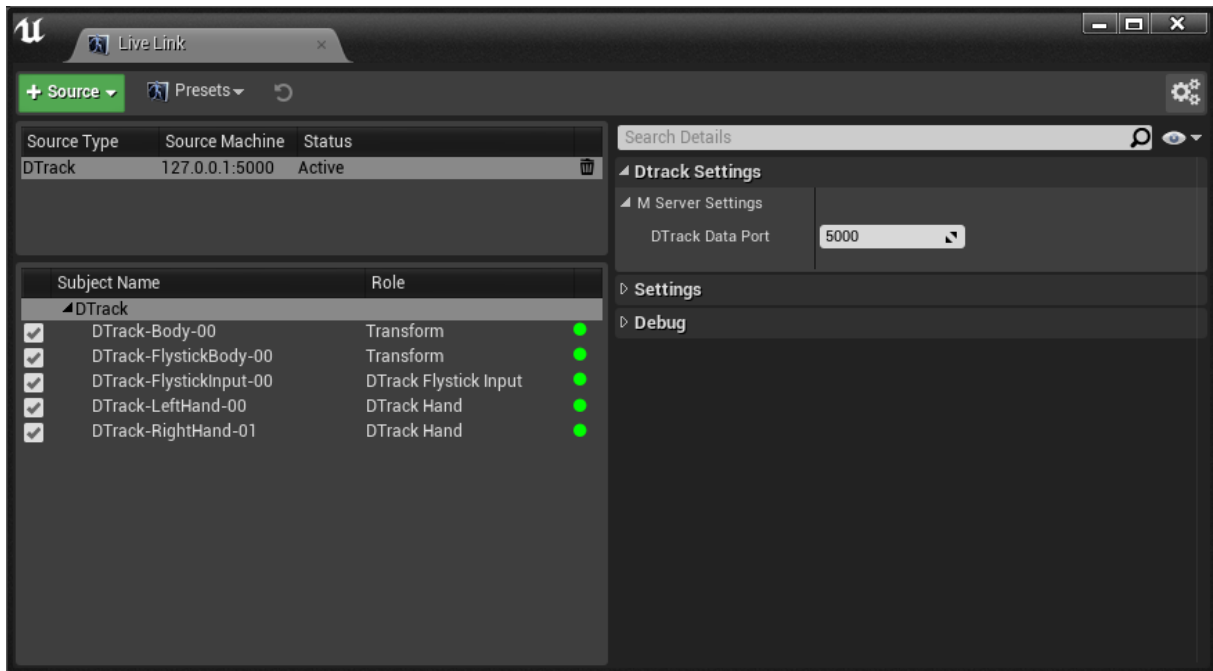 Live Link
+ Source
Presets
Source Type Source Machine Status
DTrack 127.0.0.1:5000 Active
Subject Name Role
DTrack
DTrack-Body-00 Transform
DTrack-FlystickBody-00 Transform
DTrack-FlystickInput-00 DTrack Flystick Input
DTrack-LeftHand-00 DTrack Hand
DTrack-RightHand-01 DTrack Hand
Search Details
Dtrack Settings
M Server Settings
DTrack Data Port 5000
Settings
Debug